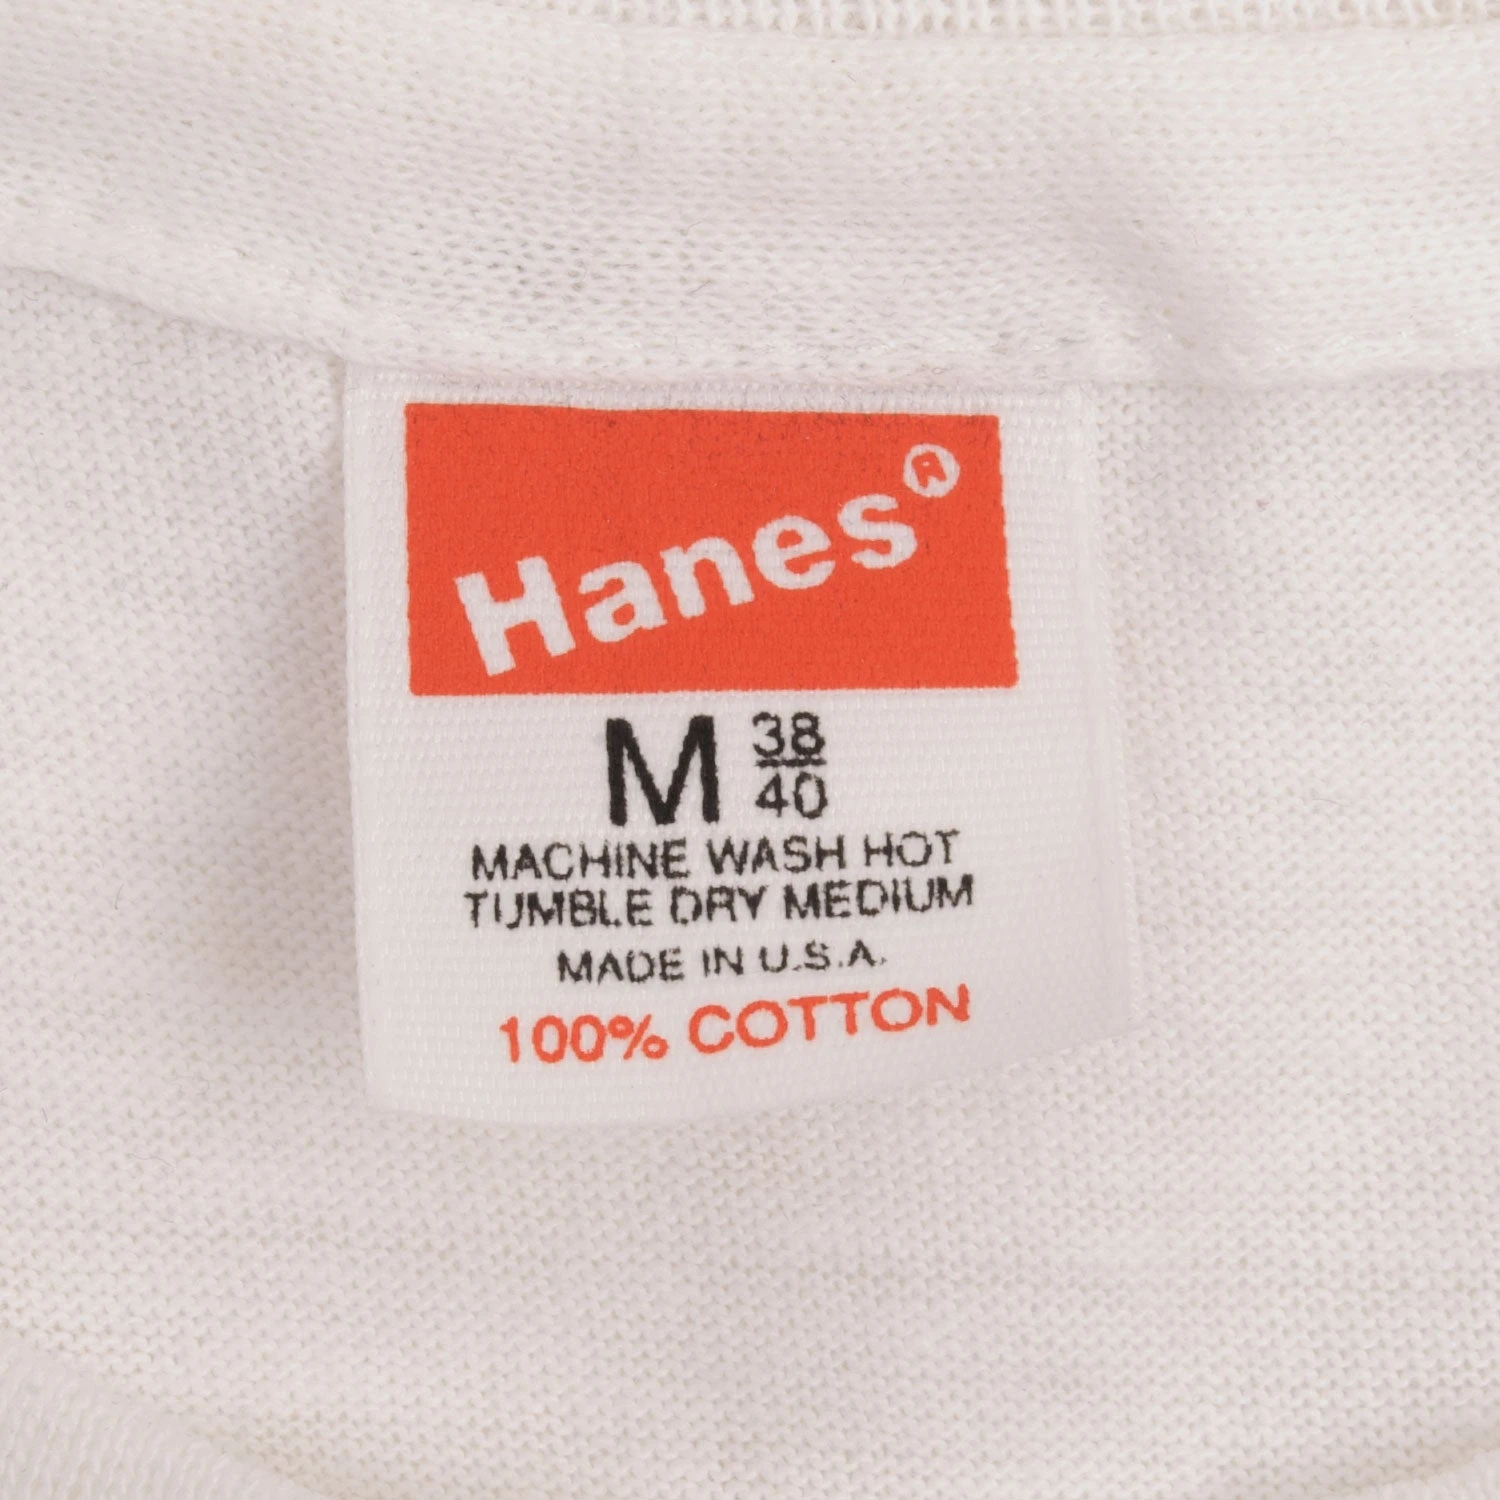 Hanes®
M 38/40
MACHINE WASH HOT
TUMBLE DRY MEDIUM
MADE IN U.S.A.
100% COTTON